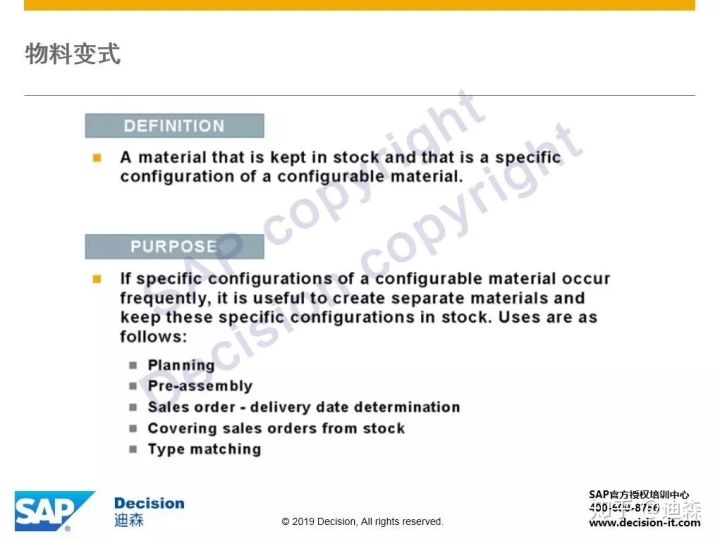 物料变式
DEFINITION
A material that is kept in stock and that is a specific
configuration of a configurable material.
PURPOSE
If specific configurations of a configurable material occur
frequently, it is useful to create separate materials and
keep these specific configurations in stock. Uses are as
follows:
Planning
Pre-assembly
Sales order - delivery date determination
Covering sales orders from stock
Type matching
SAP copyright
Decision copyright
SAP
Decision
迪森
© 2019 Decision, All rights reserved.
SAP官方授权培训中心
知乎 @迪森
www.decision-it.com